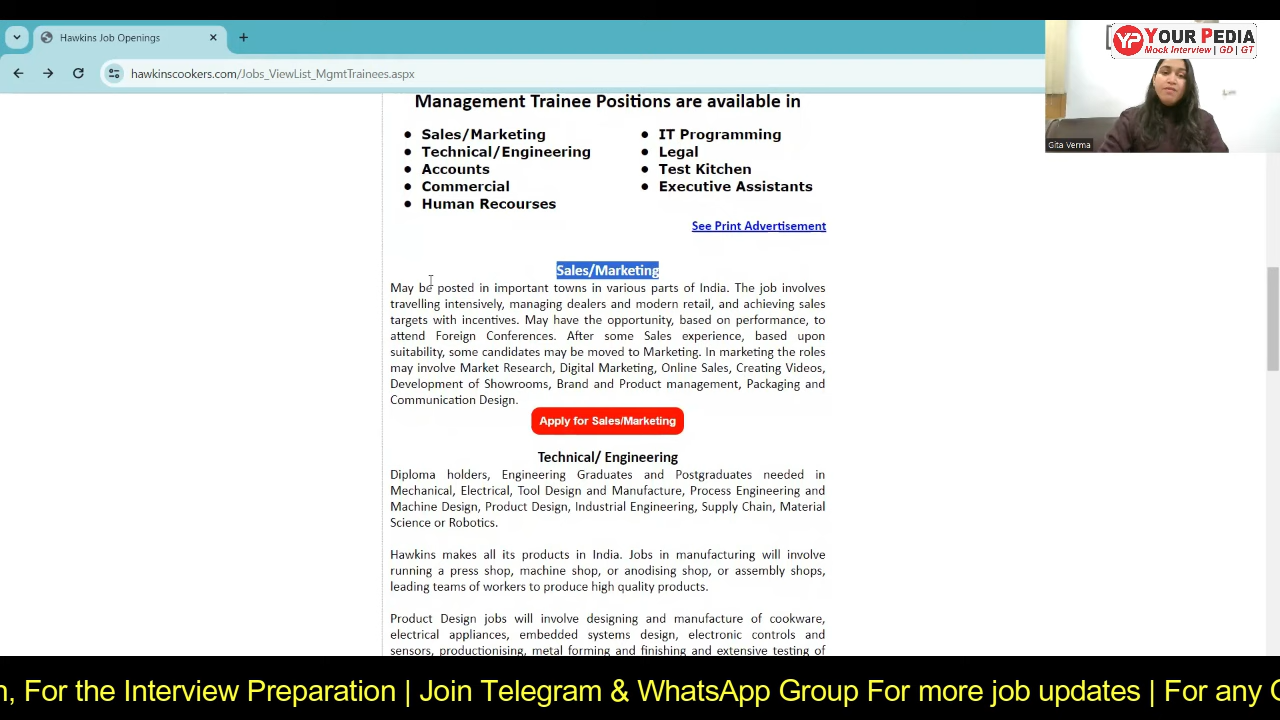 Hawkins Job Openings
hawkinscookers.com/Jobs_ViewList_MgmtTrainees.aspx
YP YOUR PEDIA
Mock Interview | GD | GT
Gita Verma
Management Trainee Positions are available in
Sales/Marketing
Technical/Engineering
Accounts
Commercial
Human Recourses
IT Programming
Legal
Test Kitchen
Executive Assistants
See Print Advertisement
Sales/Marketing
May be posted in important towns in various parts of India. The job involves
travelling intensively, managing dealers and modern retail, and achieving sales
targets with incentives. May have the opportunity, based on performance, to
attend Foreign Conferences. After some Sales experience, based upon
suitability, some candidates may be moved to Marketing. In marketing the roles
may involve Market Research, Digital Marketing, Online Sales, Creating Videos,
Development of Showrooms, Brand and Product management, Packaging and
Communication Design.
Apply for Sales/Marketing
Technical/ Engineering
Diploma holders, Engineering Graduates and Postgraduates needed in
Mechanical, Electrical, Tool Design and Manufacture, Process Engineering and
Machine Design, Product Design, Industrial Engineering, Supply Chain, Material
Science or Robotics.
Hawkins makes all its products in India. Jobs in manufacturing will involve
running a press shop, machine shop, or anodising shop, or assembly shops,
leading teams of workers to produce high quality products.
Product Design jobs will involve designing and manufacture of cookware,
electrical appliances, embedded systems design, electronic controls and
sensors, productionising, metal forming and finishing and extensive testing of
n, For the Interview Preparation | Join Telegram & WhatsApp Group For more job updates | For any